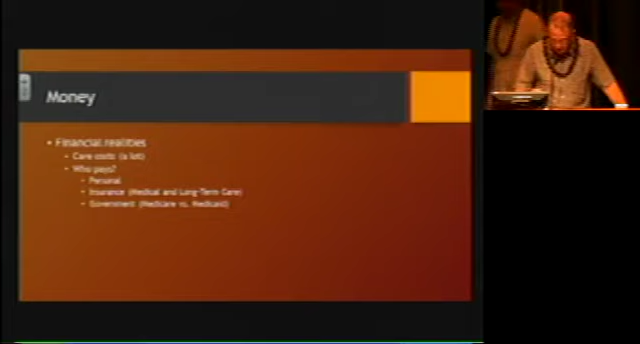 Money
• Financial realities
• Care costs (a lot)
• Who pays?
• Personal
• Insurance (Medical and Long-Term Care)
• Government (Medicare vs. Medicaid)